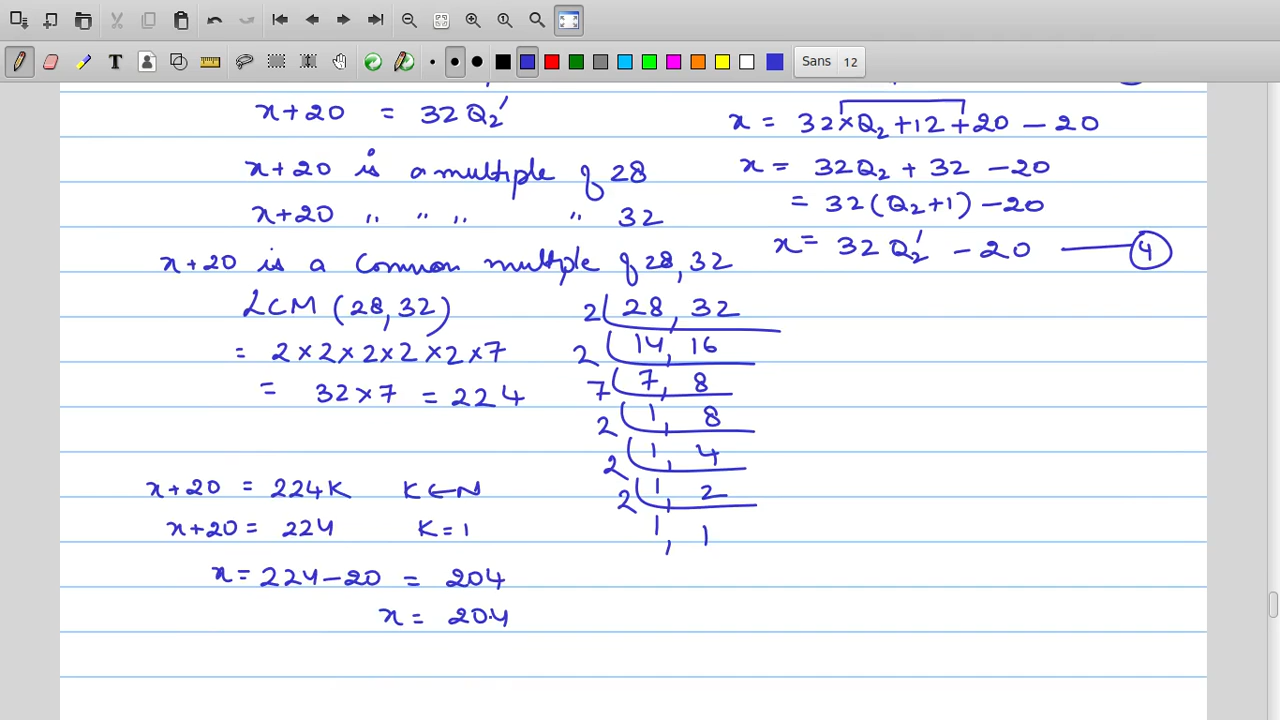 Sans 12
x+20 = 32Q₂′
x+20 is a multiple of 28
x+20 〃 〃 〃 〃 32
x+20 is a Common multiple of 28, 32
LCM (28, 32)
= 2×2×2×2×2×7
= 32×7 = 224
x+20 = 224K K∈N
x+20 = 224 K=1
x = 224-20 = 204
x = 204
2 28, 32
2 14, 16
7 7, 8
2 1, 8
2 1, 4
2 1, 2
1, 1
x = 32×Q₂+12+20-20
x = 32Q₂ + 32 -20
= 32(Q₂+1) -20
x = 32Q₂′ -20 —— 4